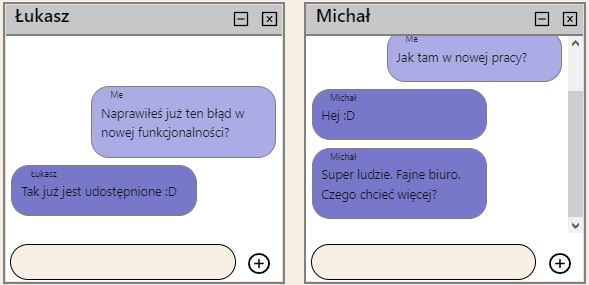 Łukasz
Me
Naprawiłeś już ten błąd w
nowej funkcjonalności?
Łukasz
Tak już jest udostępnione :D
Michał
Me
Jak tam w nowej pracy?
Michał
Hej :D
Michał
Super ludzie. Fajne biuro.
Czego chcieć więcej?